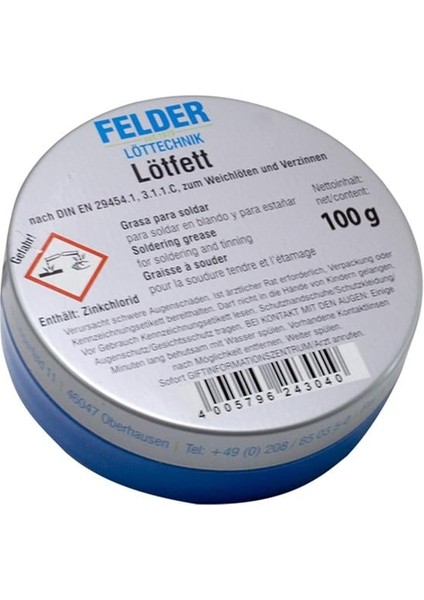 FELDER
LÖTTECHNIK
Lötfett
nach DIN EN 29454.1, 3.1.1.C, zum Weichlöten und Verzinnen
Grasa para soldar
para soldar en blando y para estañar
Soldering grease
for soldering and tinning
Graisse à souder
pour la soudure tendre et l'étamage
Nettoinhalt:
net/content:
100 g
Gefahr!
Enthält: Zinkchlorid
Verursacht schwere Augenschäden. Ist ärztlicher Rat erforderlich, Verpackung oder
Kennzeichnungsetikett bereithalten. Darf nicht in die Hände von Kindern gelangen.
Vor Gebrauch Kennzeichnungsetikett lesen. Schutzhandschuhe/Schutzkleidung/
Augenschutz/Gesichtsschutz tragen. BEI KONTAKT MIT DEN AUGEN: Einige
Minuten lang behutsam mit Wasser spülen. Vorhandene Kontaktlinsen
nach Möglichkeit entfernen. Weiter spülen.
Sofort GIFTINFORMATIONSZENTRUM/Arzt anrufen.
4 005796 243040
11 | 46047 Oberhausen | Tel: +49 (0) 208 / 85 03 5-0